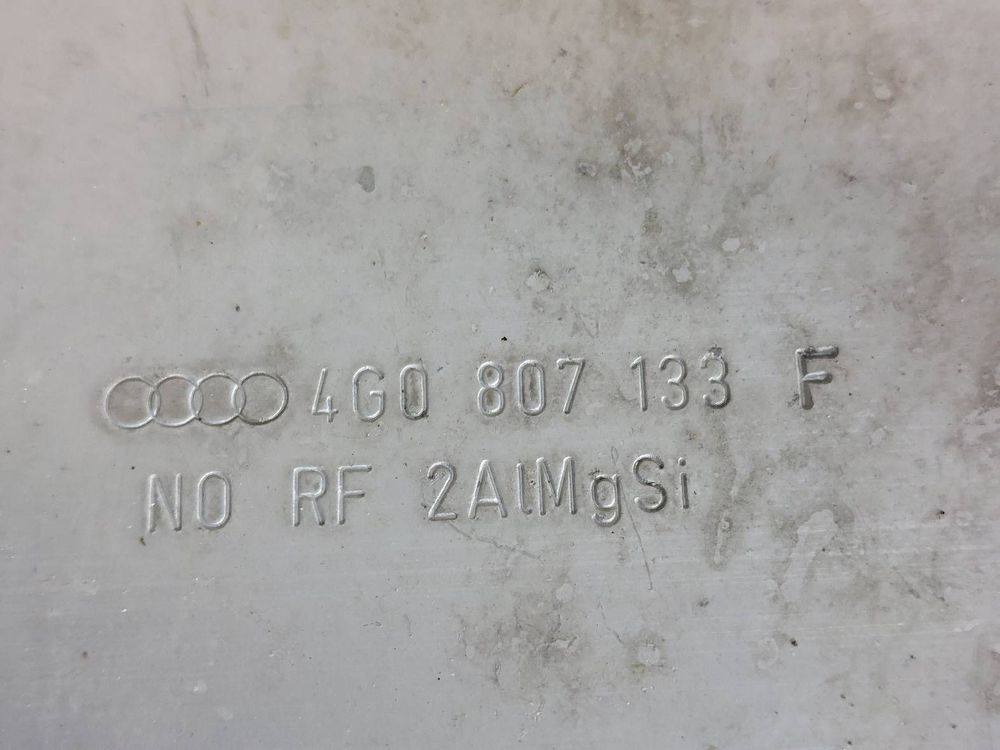 4G0 807 133 F
NO RF 2AlMgSi